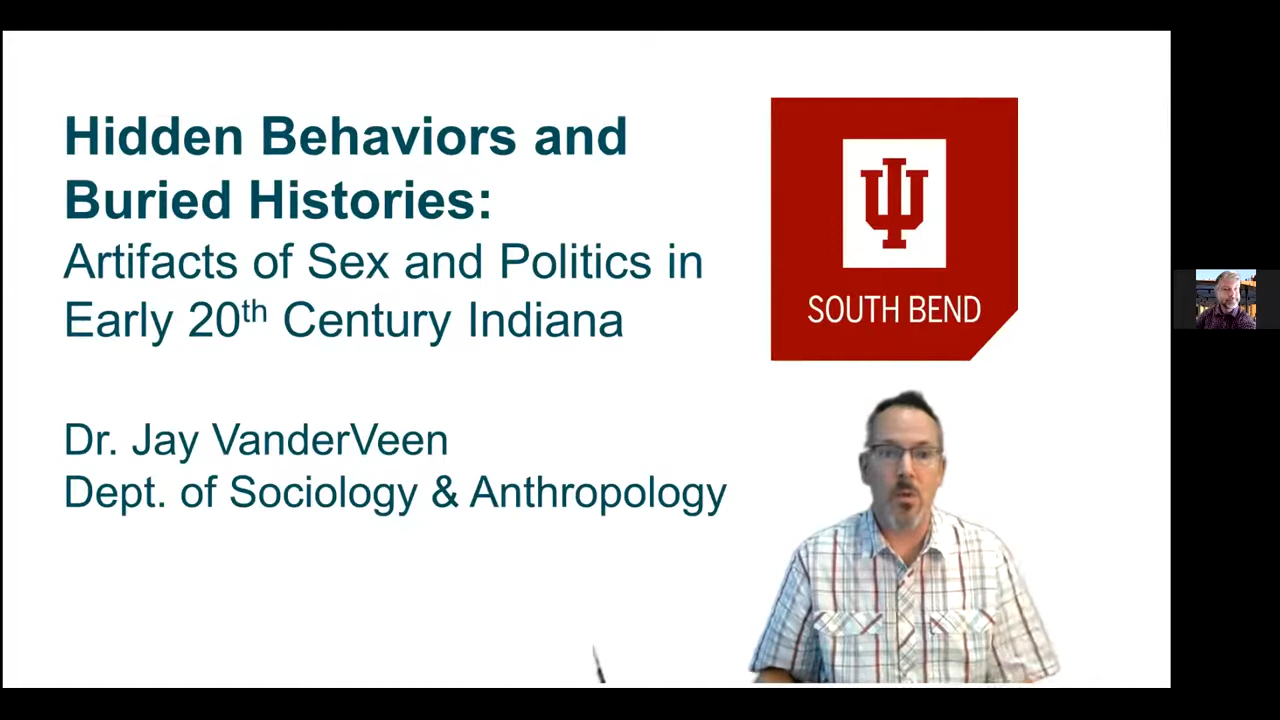 Hidden Behaviors and
Buried Histories:
Artifacts of Sex and Politics in
Early 20th Century Indiana
Dr. Jay VanderVeen
Dept. of Sociology & Anthropology
SOUTH BEND